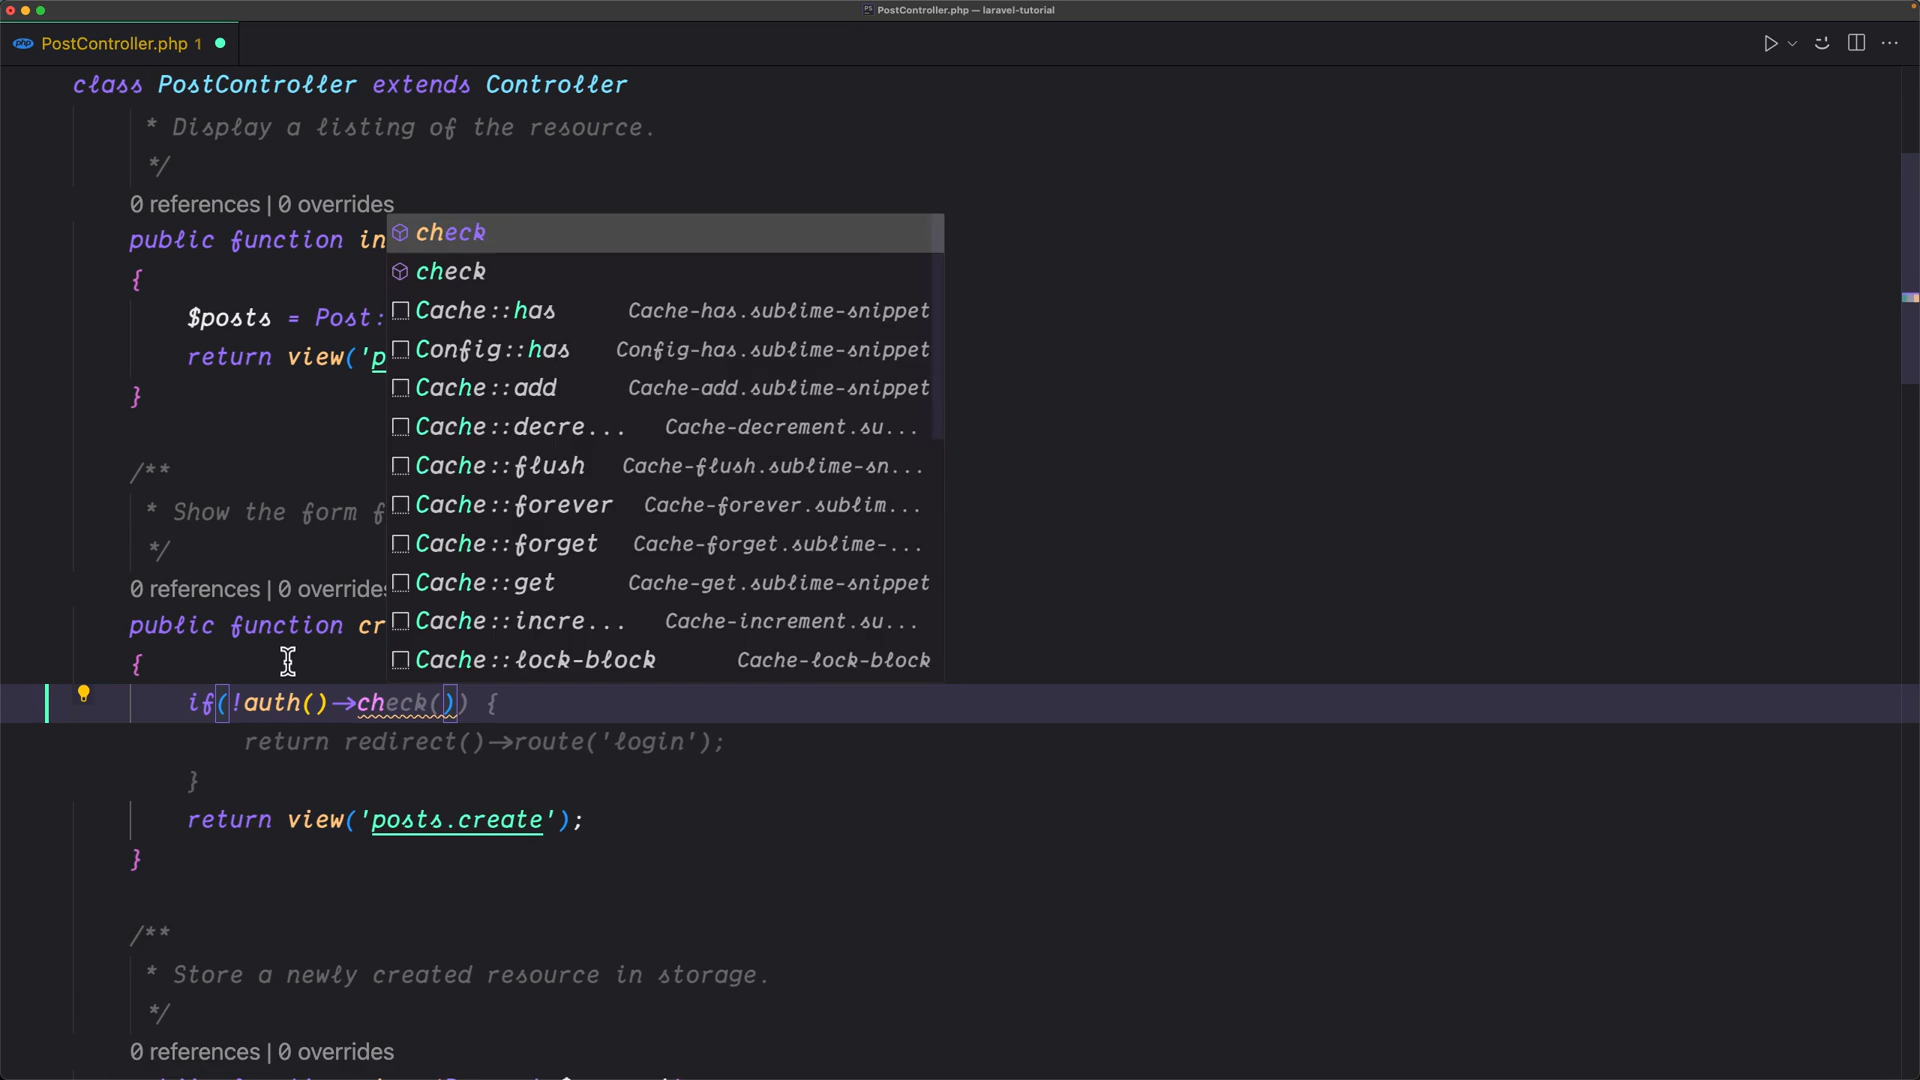 PostController.php — laravel-tutorial
php PostController.php 1
class PostController extends Controller
* Display a listing of the resource.
*/
0 references | 0 overrides
public function in
{
$posts = Post:
return view('p
}
check
check
Cache::has Cache-has.sublime-snippet
Config::has Config-has.sublime-snippet
Cache::add Cache-add.sublime-snippet
Cache::decre... Cache-decrement.su...
Cache::flush Cache-flush.sublime-sn...
Cache::forever Cache-forever.sublim...
Cache::forget Cache-forget.sublime-...
Cache::get Cache-get.sublime-snippet
Cache::incre... Cache-increment.su...
Cache::lock-block Cache-lock-block
/**
* Show the form f
*/
0 references | 0 overrides
public function cr
{
if(!auth()->check()) {
return redirect()->route('login');
}
return view('posts.create');
}
/**
* Store a newly created resource in storage.
*/
0 references | 0 overrides